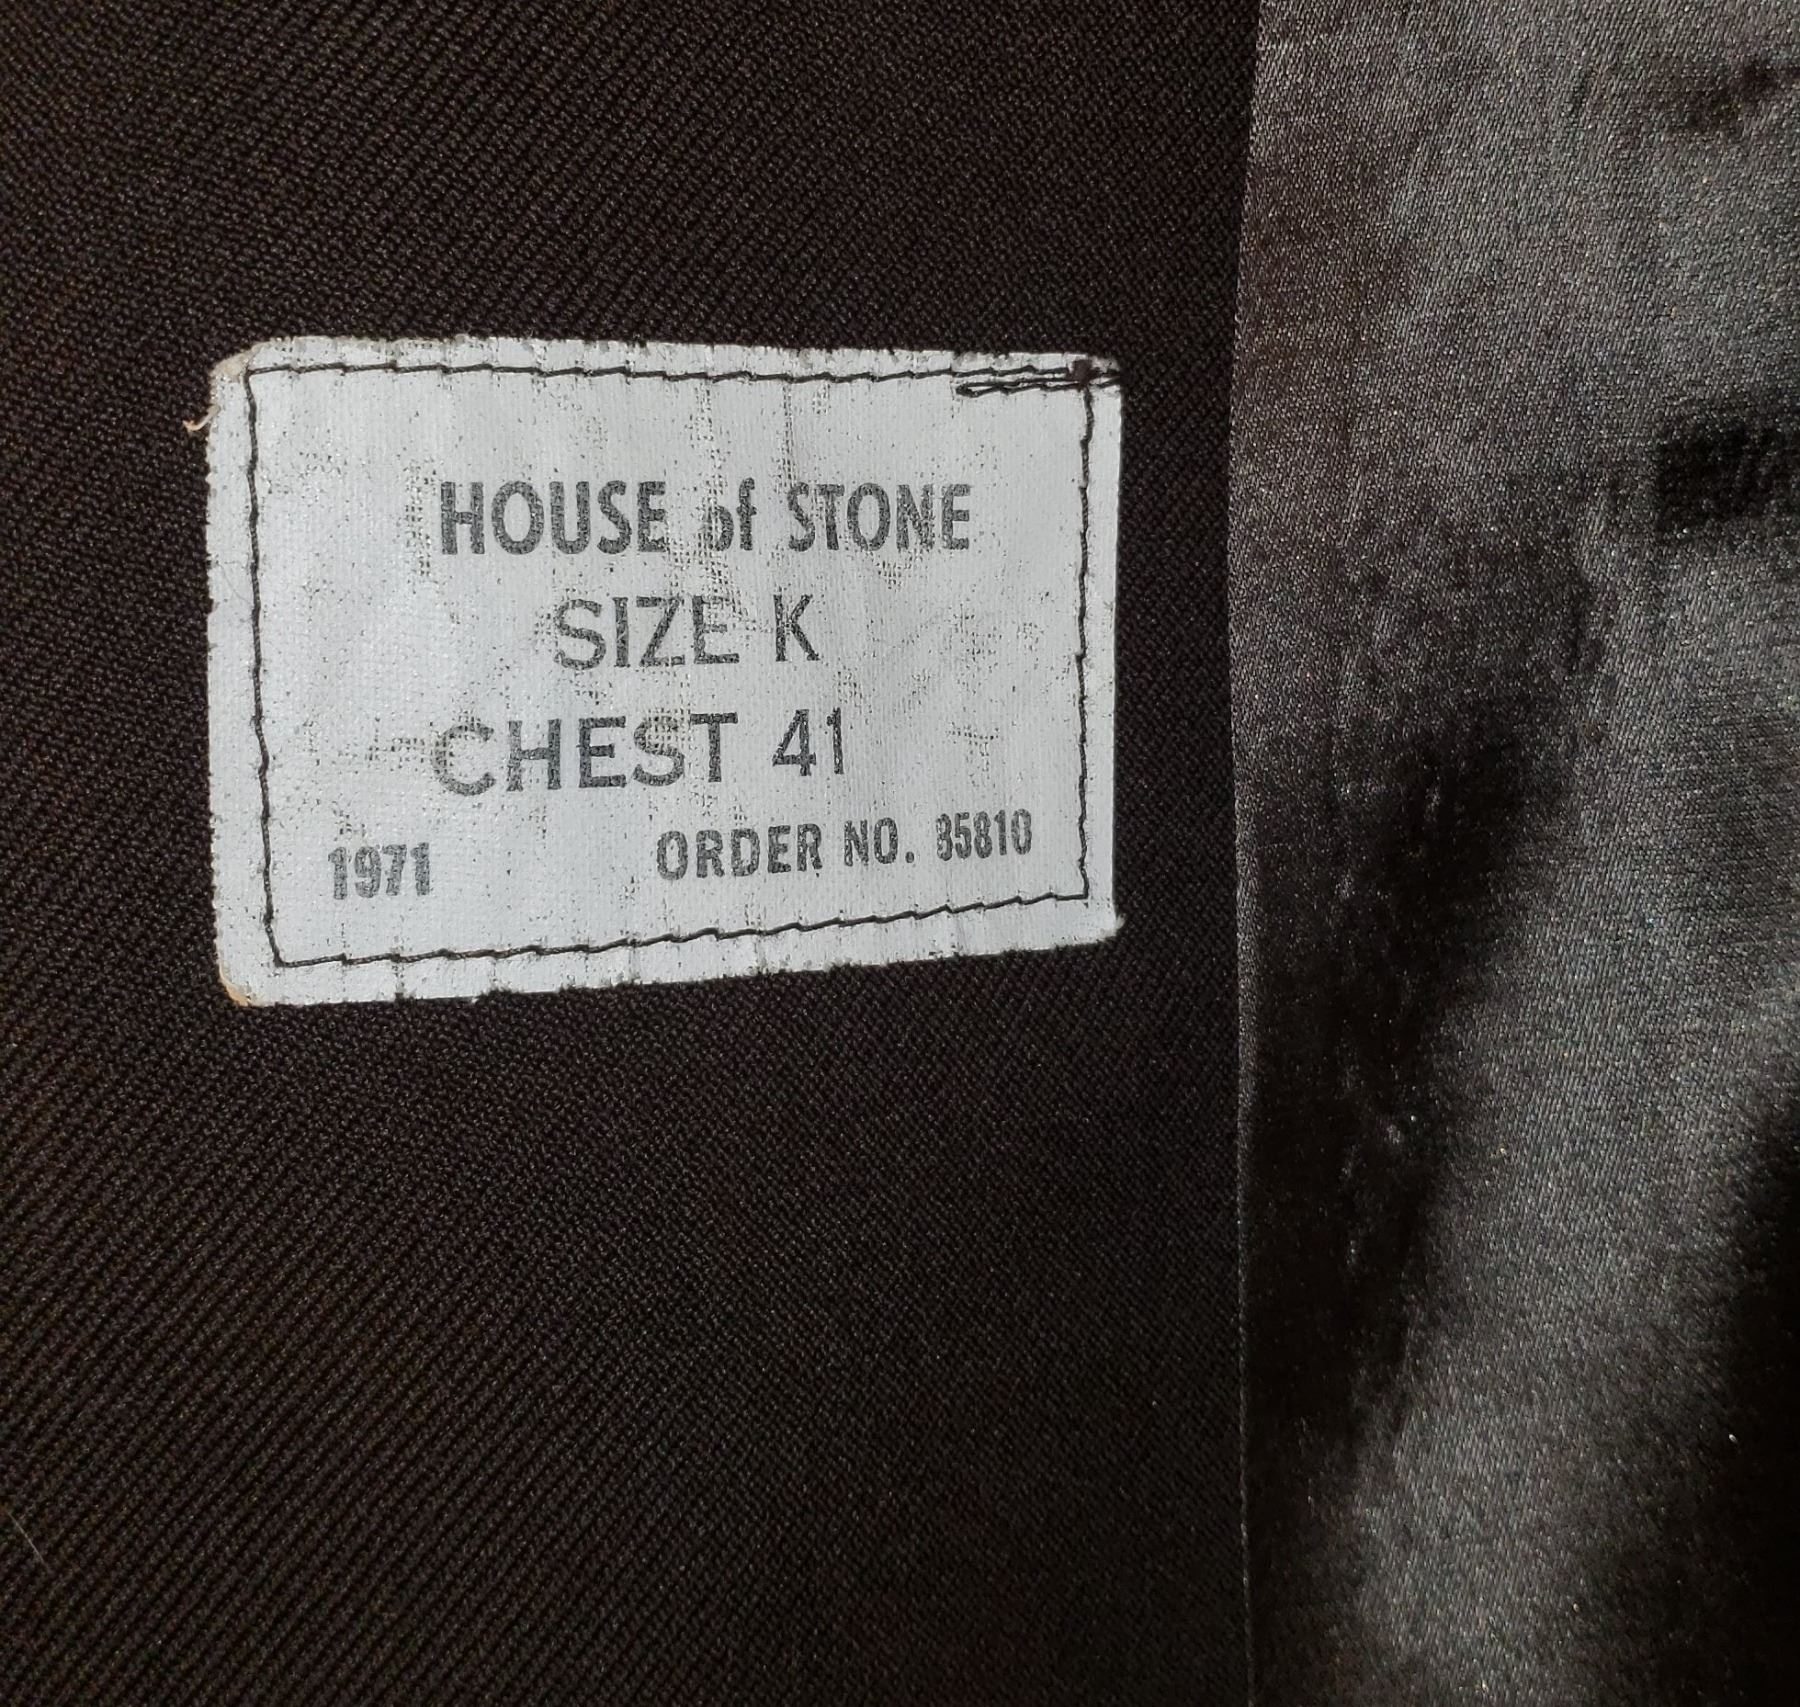 HOUSE of STONE
SIZE K
CHEST 41
1971 ORDER NO. 85810